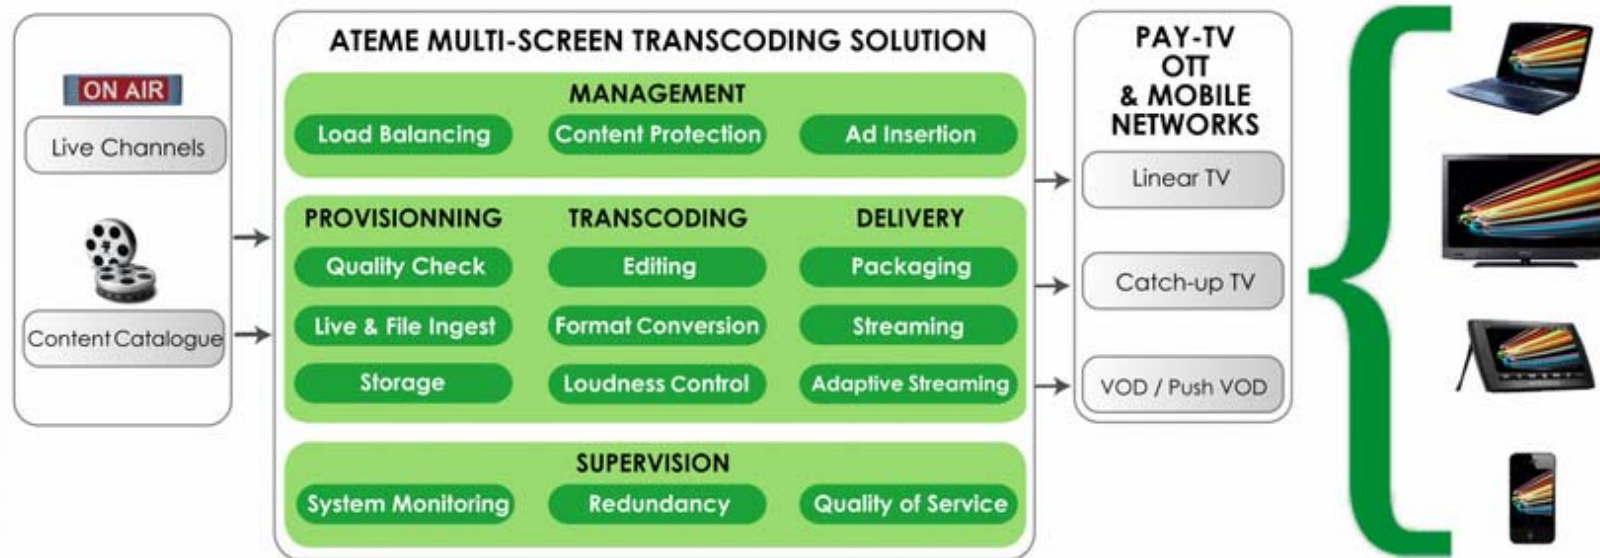 ON AIR
Live Channels
Content Catalogue
ATEME MULTI-SCREEN TRANSCODING SOLUTION
MANAGEMENT
Load Balancing
Content Protection
Ad Insertion
PROVISIONNING
Quality Check
Live & File Ingest
Storage
TRANSCODING
Editing
Format Conversion
Loudness Control
DELIVERY
Packaging
Streaming
Adaptive Streaming
SUPERVISION
System Monitoring
Redundancy
Quality of Service
PAY-TV
OTT
& MOBILE
NETWORKS
Linear TV
Catch-up TV
VOD / Push VOD